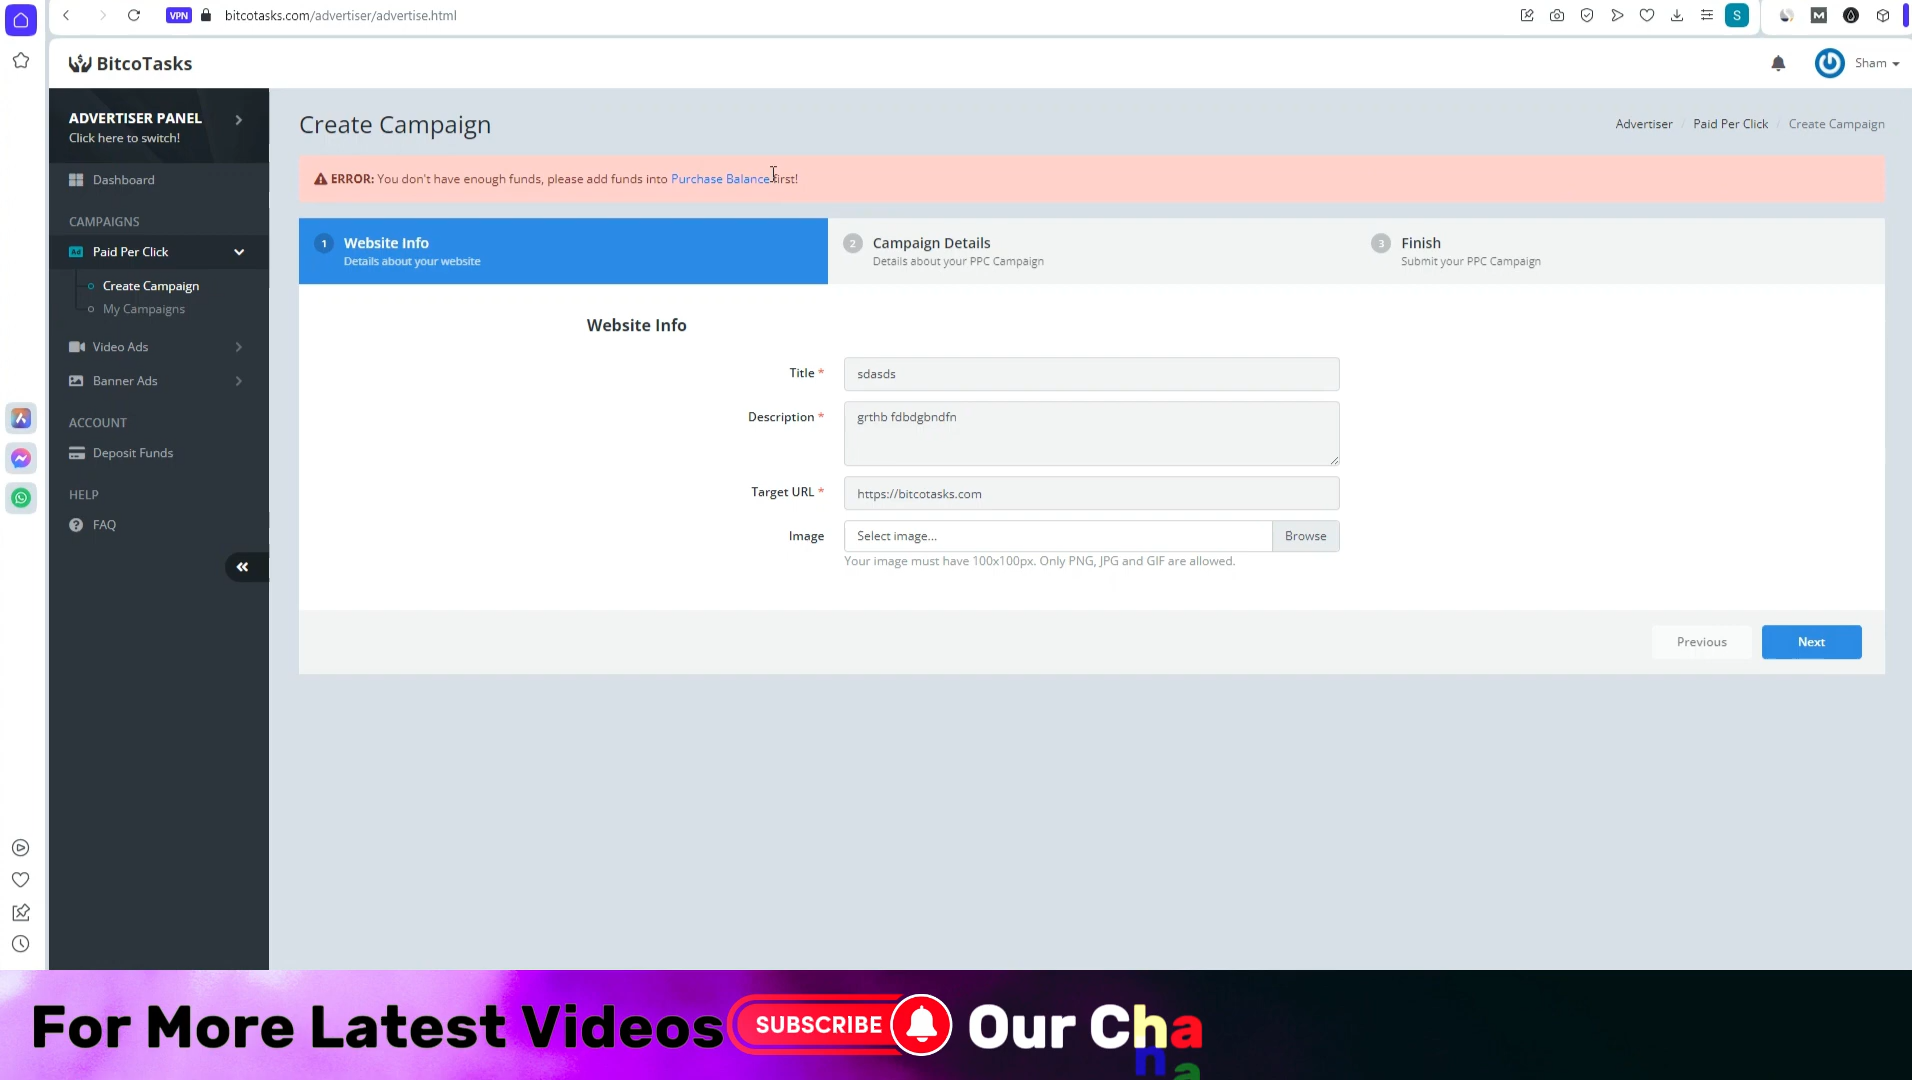 VPN bitcotasks.com/advertiser/advertise.html
S
M
BitcoTasks
Sham
ADVERTISER PANEL
Click here to switch!
Dashboard
CAMPAIGNS
Ad Paid Per Click
Create Campaign
My Campaigns
Video Ads
Banner Ads
ACCOUNT
Deposit Funds
HELP
FAQ
Create Campaign
Advertiser / Paid Per Click / Create Campaign
ERROR: You don't have enough funds, please add funds into Purchase Balance first!
1 Website Info
Details about your website
2 Campaign Details
Details about your PPC Campaign
3 Finish
Submit your PPC Campaign
Website Info
Title * sdasds
Description * grthb fdbdgbndfn
Target URL * https://bitcotasks.com
Image Select image... Browse
Your image must have 100x100px. Only PNG, JPG and GIF are allowed.
Previous Next
For More Latest Videos SUBSCRIBE Our Cha
n
a